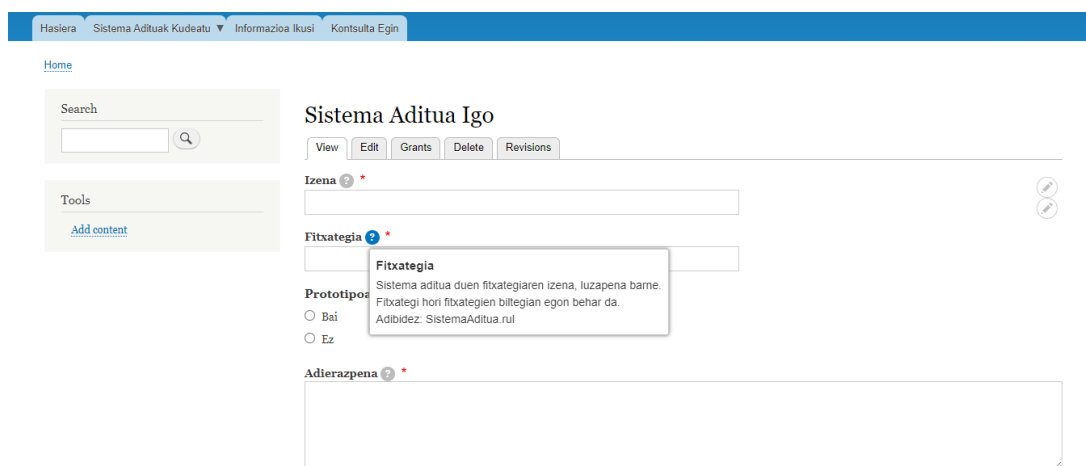 Hasiera Sistema Adituak Kudeatu ▼ Informazioa Ikusi Kontsulta Egin
Home
Search
Tools
Add content
Sistema Aditua Igo
View Edit Grants Delete Revisions
Izena ? *
Fitxategia ? *
Fitxategia
Sistema aditua duen fitxategiaren izena, luzapena barne.
Fitxategi hori fitxategien biltegian egon behar da.
Adibidez: SistemaAditua.rul
Prototipoa
Bai
Ez
Adierazpena ? *